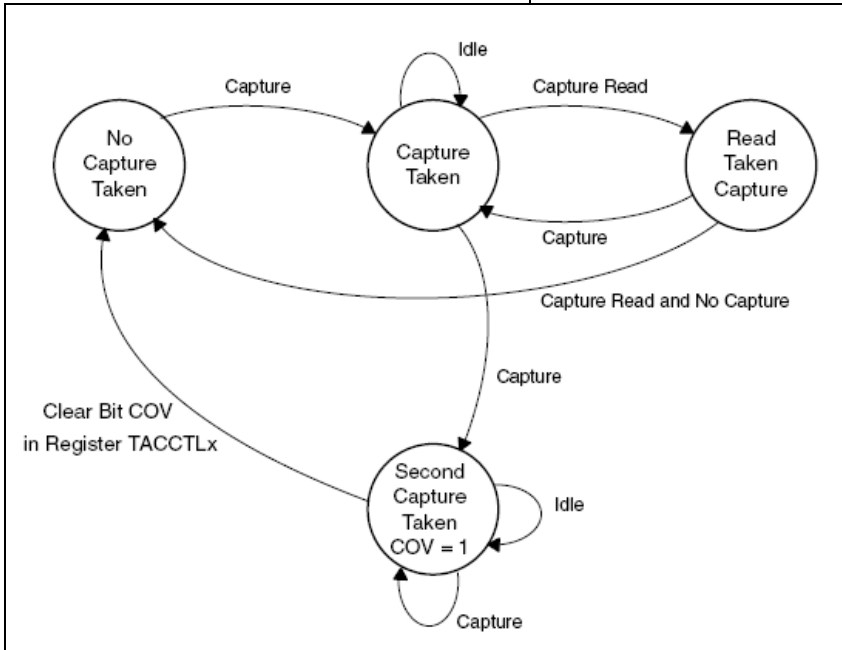 Idle
Capture
Capture Read
No
Capture
Taken
Capture
Taken
Read
Taken
Capture
Capture
Capture Read and No Capture
Capture
Clear Bit COV
in Register TACCTLx
Second
Capture
Taken
COV = 1
Idle
Capture